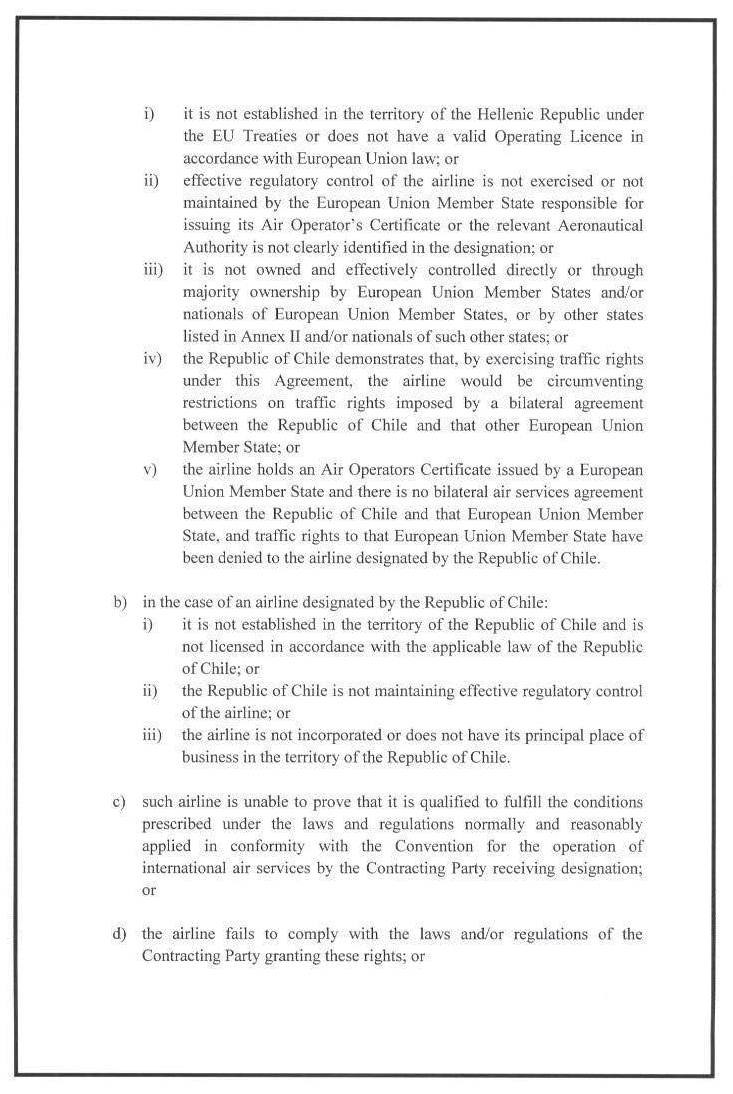 i) it is not established in the territory of the Hellenic Republic under
the EU Treaties or does not have a valid Operating Licence in
accordance with European Union law; or
ii) effective regulatory control of the airline is not exercised or not
maintained by the European Union Member State responsible for
issuing its Air Operator's Certificate or the relevant Aeronautical
Authority is not clearly identified in the designation; or
iii) it is not owned and effectively controlled directly or through
majority ownership by European Union Member States and/or
nationals of European Union Member States, or by other states
listed in Annex II and/or nationals of such other states; or
iv) the Republic of Chile demonstrates that, by exercising traffic rights
under this Agreement, the airline would be circumventing
restrictions on traffic rights imposed by a bilateral agreement
between the Republic of Chile and that other European Union
Member State; or
v) the airline holds an Air Operators Certificate issued by a European
Union Member State and there is no bilateral air services agreement
between the Republic of Chile and that European Union Member
State, and traffic rights to that European Union Member State have
been denied to the airline designated by the Republic of Chile.
b) in the case of an airline designated by the Republic of Chile:
i) it is not established in the territory of the Republic of Chile and is
not licensed in accordance with the applicable law of the Republic
of Chile; or
ii) the Republic of Chile is not maintaining effective regulatory control
of the airline; or
iii) the airline is not incorporated or does not have its principal place of
business in the territory of the Republic of Chile.
c) such airline is unable to prove that it is qualified to fulfill the conditions
prescribed under the laws and regulations normally and reasonably
applied in conformity with the Convention for the operation of
international air services by the Contracting Party receiving designation;
or
d) the airline fails to comply with the laws and/or regulations of the
Contracting Party granting these rights; or